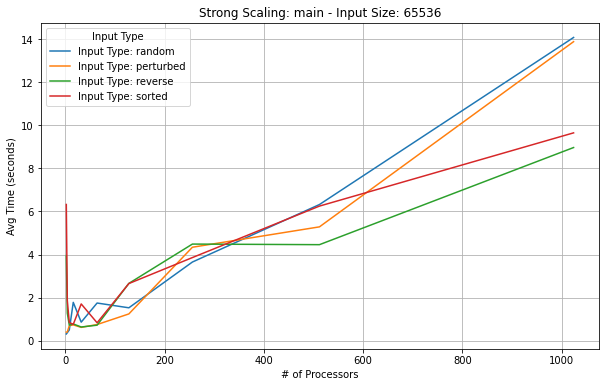 Strong Scaling: main - Input Size: 65536
Input Type
Input Type: random
Input Type: perturbed
Input Type: reverse
Input Type: sorted
Avg Time (seconds)
14
12
10
8
6
4
2
0
0 200 400 600 800 1000
# of Processors